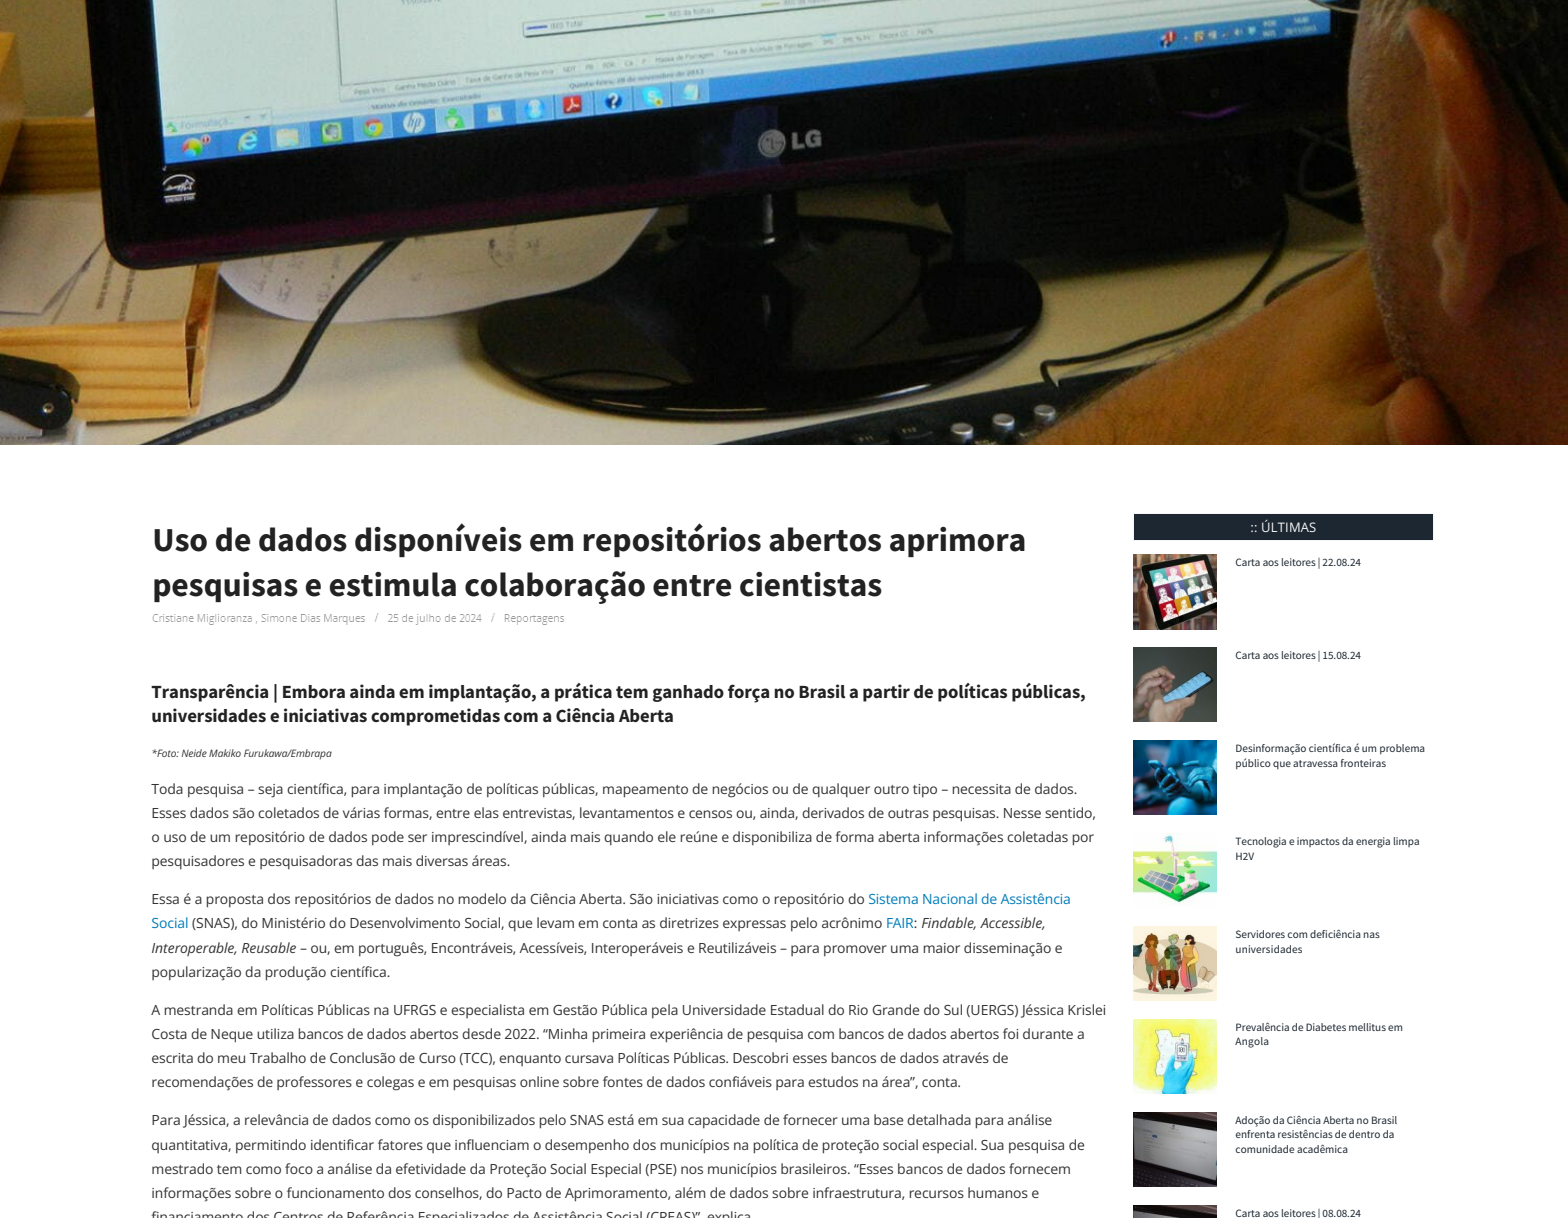 IMS Total
LG
ENERGY STAR
hp
F11
F12
Uso de dados disponíveis em repositórios abertos aprimora
pesquisas e estimula colaboração entre cientistas
Cristiane Miglioranza , Simone Dias Marques / 25 de julho de 2024 / Reportagens
Transparência | Embora ainda em implantação, a prática tem ganhado força no Brasil a partir de políticas públicas,
universidades e iniciativas comprometidas com a Ciência Aberta
*Foto: Neide Makiko Furukawa/Embrapa
Toda pesquisa – seja científica, para implantação de políticas públicas, mapeamento de negócios ou de qualquer outro tipo – necessita de dados.
Esses dados são coletados de várias formas, entre elas entrevistas, levantamentos e censos ou, ainda, derivados de outras pesquisas. Nesse sentido,
o uso de um repositório de dados pode ser imprescindível, ainda mais quando ele reúne e disponibiliza de forma aberta informações coletadas por
pesquisadores e pesquisadoras das mais diversas áreas.
Essa é a proposta dos repositórios de dados no modelo da Ciência Aberta. São iniciativas como o repositório do Sistema Nacional de Assistência
Social (SNAS), do Ministério do Desenvolvimento Social, que levam em conta as diretrizes expressas pelo acrônimo FAIR: Findable, Accessible,
Interoperable, Reusable – ou, em português, Encontráveis, Acessíveis, Interoperáveis e Reutilizáveis – para promover uma maior disseminação e
popularização da produção científica.
A mestranda em Políticas Públicas na UFRGS e especialista em Gestão Pública pela Universidade Estadual do Rio Grande do Sul (UERGS) Jéssica Krislei
Costa de Neque utiliza bancos de dados abertos desde 2022. “Minha primeira experiência de pesquisa com bancos de dados abertos foi durante a
escrita do meu Trabalho de Conclusão de Curso (TCC), enquanto cursava Políticas Públicas. Descobri esses bancos de dados através de
recomendações de professores e colegas e em pesquisas online sobre fontes de dados confiáveis para estudos na área”, conta.
Para Jéssica, a relevância de dados como os disponibilizados pelo SNAS está em sua capacidade de fornecer uma base detalhada para análise
quantitativa, permitindo identificar fatores que influenciam o desempenho dos municípios na política de proteção social especial. Sua pesquisa de
mestrado tem como foco a análise da efetividade da Proteção Social Especial (PSE) nos municípios brasileiros. “Esses bancos de dados fornecem
informações sobre o funcionamento dos conselhos, do Pacto de Aprimoramento, além de dados sobre infraestrutura, recursos humanos e
financiamento dos Centros de Referência Especializados de Assistência Social (CREAS)”, explica.
:: ÚLTIMAS
Carta aos leitores | 22.08.24
Carta aos leitores | 15.08.24
Desinformação científica é um problema
público que atravessa fronteiras
Tecnologia e impactos da energia limpa
H2V
Servidores com deficiência nas
universidades
Prevalência de Diabetes mellitus em
Angola
Adoção da Ciência Aberta no Brasil
enfrenta resistências de dentro da
comunidade acadêmica
Carta aos leitores | 08.08.24